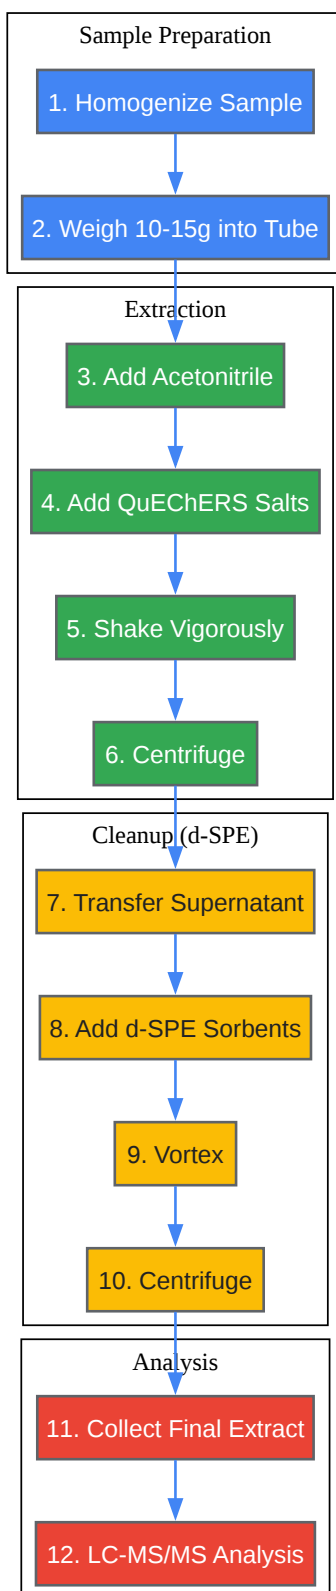 Sample Preparation
1. Homogenize Sample
2. Weigh 10-15g into Tube
Extraction
3. Add Acetonitrile
4. Add QuEChERS Salts
5. Shake Vigorously
6. Centrifuge
Cleanup (d-SPE)
7. Transfer Supernatant
8. Add d-SPE Sorbents
9. Vortex
10. Centrifuge
Analysis
11. Collect Final Extract
12. LC-MS/MS Analysis